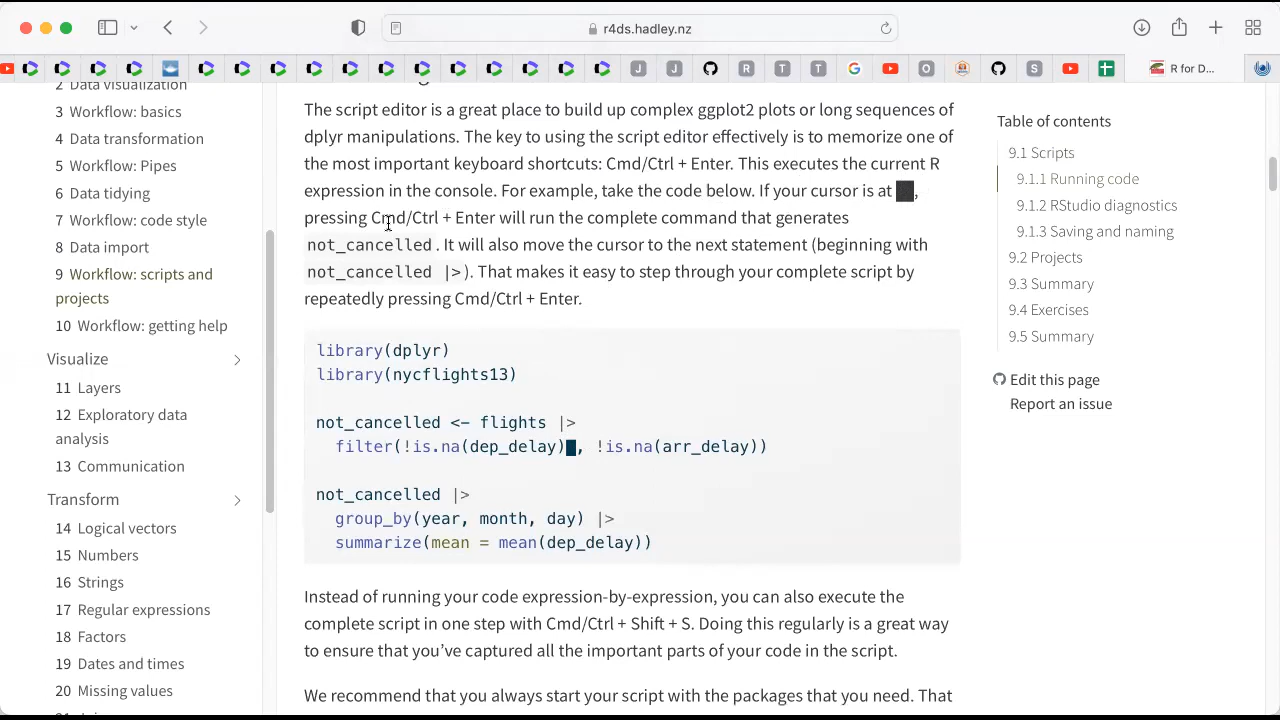 r4ds.hadley.nz
R for D...
2 Data visualization
3 Workflow: basics
4 Data transformation
5 Workflow: Pipes
6 Data tidying
7 Workflow: code style
8 Data import
9 Workflow: scripts and
projects
10 Workflow: getting help
Visualize
11 Layers
12 Exploratory data
analysis
13 Communication
Transform
14 Logical vectors
15 Numbers
16 Strings
17 Regular expressions
18 Factors
19 Dates and times
20 Missing values
The script editor is a great place to build up complex ggplot2 plots or long sequences of
dplyr manipulations. The key to using the script editor effectively is to memorize one of
the most important keyboard shortcuts: Cmd/Ctrl + Enter. This executes the current R
expression in the console. For example, take the code below. If your cursor is at █,
pressing Cmd/Ctrl + Enter will run the complete command that generates
not_cancelled. It will also move the cursor to the next statement (beginning with
not_cancelled |>). That makes it easy to step through your complete script by
repeatedly pressing Cmd/Ctrl + Enter.
library(dplyr)
library(nycflights13)
not_cancelled <- flights |>
filter(!is.na(dep_delay)█, !is.na(arr_delay))
not_cancelled |>
group_by(year, month, day) |>
summarize(mean = mean(dep_delay))
Instead of running your code expression-by-expression, you can also execute the
complete script in one step with Cmd/Ctrl + Shift + S. Doing this regularly is a great way
to ensure that you’ve captured all the important parts of your code in the script.
We recommend that you always start your script with the packages that you need. That
Table of contents
9.1 Scripts
9.1.1 Running code
9.1.2 RStudio diagnostics
9.1.3 Saving and naming
9.2 Projects
9.3 Summary
9.4 Exercises
9.5 Summary
Edit this page
Report an issue